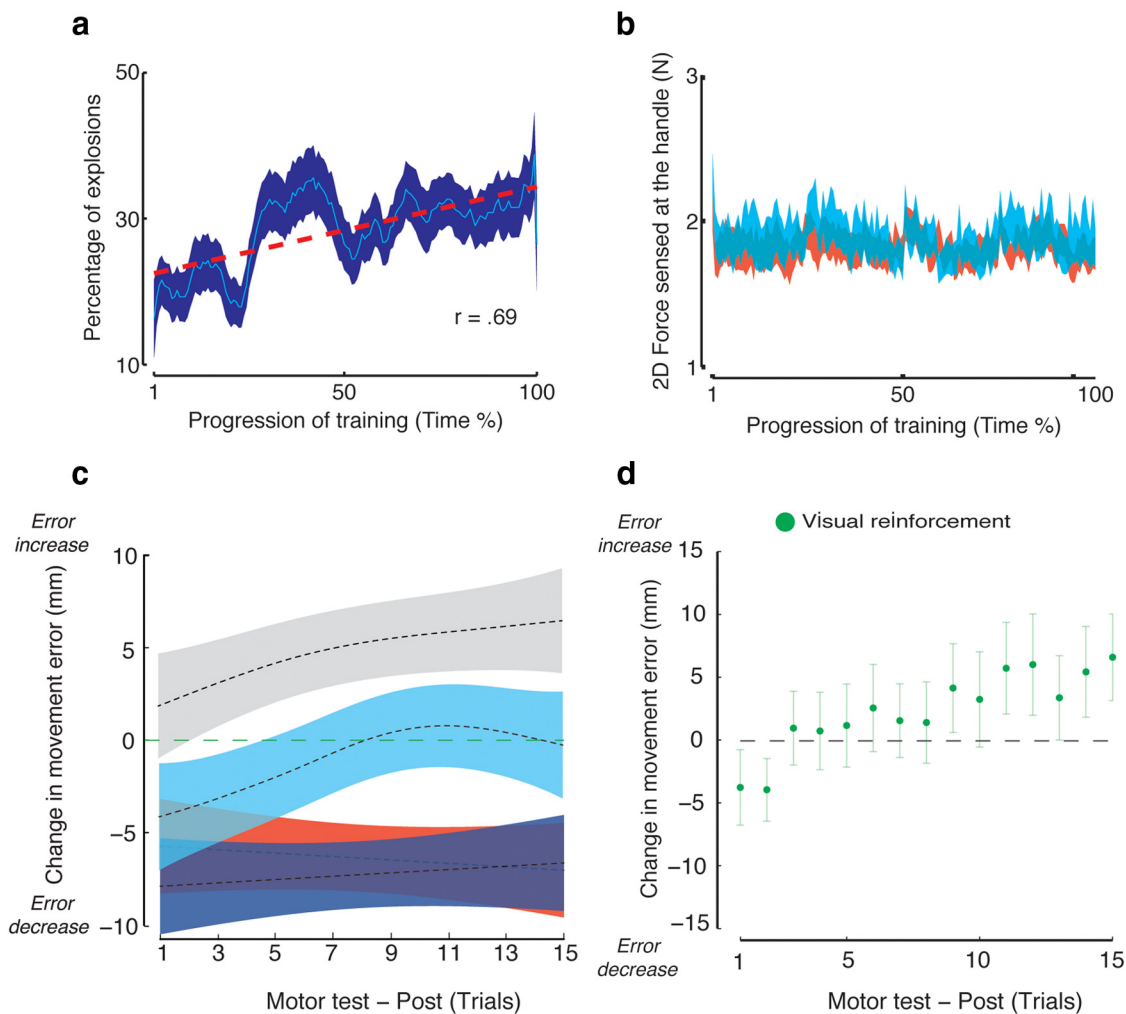 a
50
30
10
Percentage of explosions
r = .69
1
50
100
Progression of training (Time %)
b
3
2
1
2D Force sensed at the handle (N)
1
50
100
Progression of training (Time %)
c
Error
increase
10
5
0
−5
−10
Change in movement error (mm)
Error
decrease
1
3
5
7
9
11
13
15
Motor test – Post (Trials)
d
Visual reinforcement
Error
increase
15
10
5
0
−5
−10
−15
Change in movement error (mm)
Error
decrease
1
5
10
15
Motor test – Post (Trials)